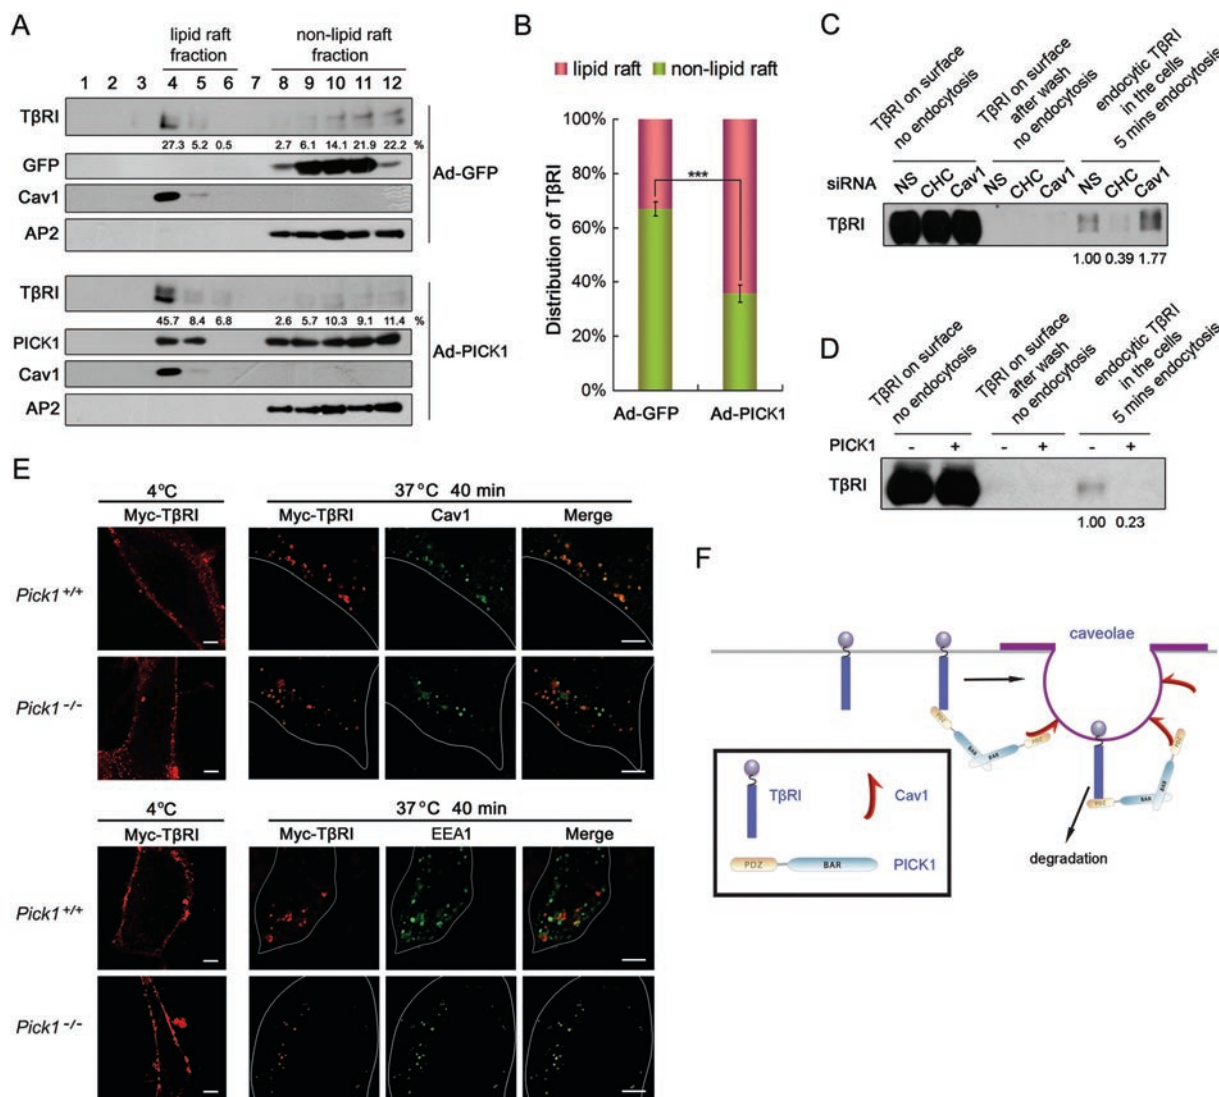 A
lipid raft
fraction
non-lipid raft
fraction
1 2 3 4 5 6 7 8 9 10 11 12
TβRI
27.3 5.2 0.5 2.7 6.1 14.1 21.9 22.2 %
GFP
Cav1
AP2
Ad-GFP
TβRI
45.7 8.4 6.8 2.6 5.7 10.3 9.1 11.4 %
PICK1
Cav1
AP2
Ad-PICK1
B
lipid raft non-lipid raft
Distribution of TβRI
100%
80%
60%
40%
20%
0%
***
Ad-GFP Ad-PICK1
C
TβRI on surface
no endocytosis
TβRI on surface
after wash
no endocytosis
endocytic TβRI
in the cells
5 mins endocytosis
siRNA NS CHC Cav1 NS CHC Cav1 NS CHC Cav1
TβRI
1.00 0.39 1.77
D
TβRI on surface
no endocytosis
TβRI on surface
after wash
no endocytosis
endocytic TβRI
in the cells
5 mins endocytosis
PICK1 - + - + - +
TβRI
1.00 0.23
E
4°C
37°C 40 min
Myc-TβRI Myc-TβRI Cav1 Merge
Pick1+/+
Pick1-/-
4°C
37°C 40 min
Myc-TβRI Myc-TβRI EEA1 Merge
Pick1+/+
Pick1-/-
F
caveolae
PDZ BAR BAR PDZ
PDZ BAR BAR PDZ
degradation
TβRI
Cav1
PDZ BAR PICK1